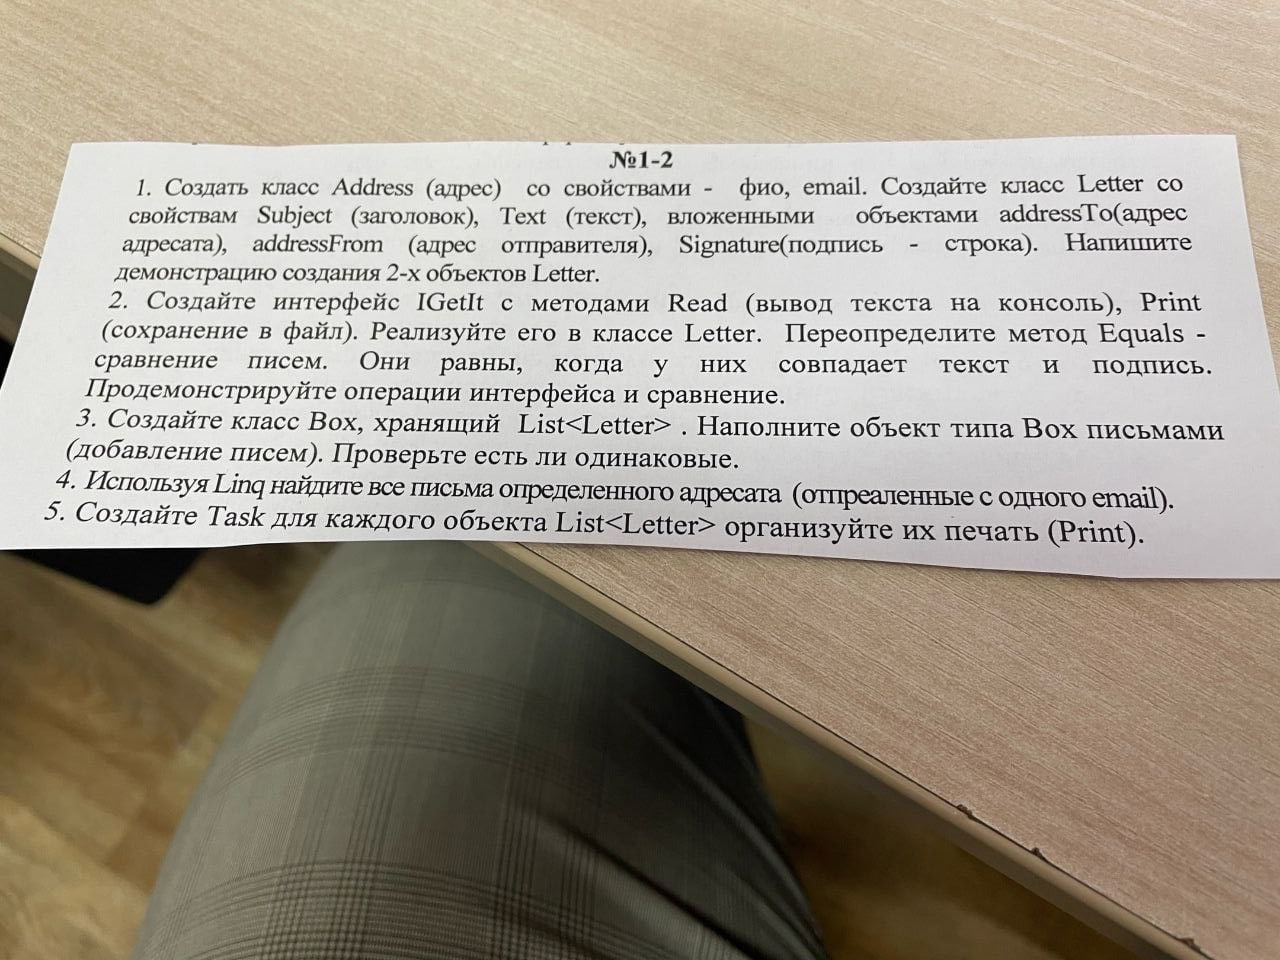 №1-2
1. Создать класс Address (адрес) со свойствами - фио, email. Создайте класс Letter со
свойствам Subject (заголовок), Text (текст), вложенными объектами addressTo(адрес
адресата), addressFrom (адрес отправителя), Signature(подпись - строка). Напишите
демонстрацию создания 2-х объектов Letter.
2. Создайте интерфейс IGetIt с методами Read (вывод текста на консоль), Print
(сохранение в файл). Реализуйте его в классе Letter. Переопределите метод Equals -
сравнение писем. Они равны, когда у них совпадает текст и подпись.
Продемонстрируйте операции интерфейса и сравнение.
3. Создайте класс Box, хранящий List<Letter> . Наполните объект типа Box письмами
(добавление писем). Проверьте есть ли одинаковые.
4. Используя Linq найдите все письма определенного адресата (отпреаленные с одного email).
5. Создайте Task для каждого объекта List<Letter> организуйте их печать (Print).